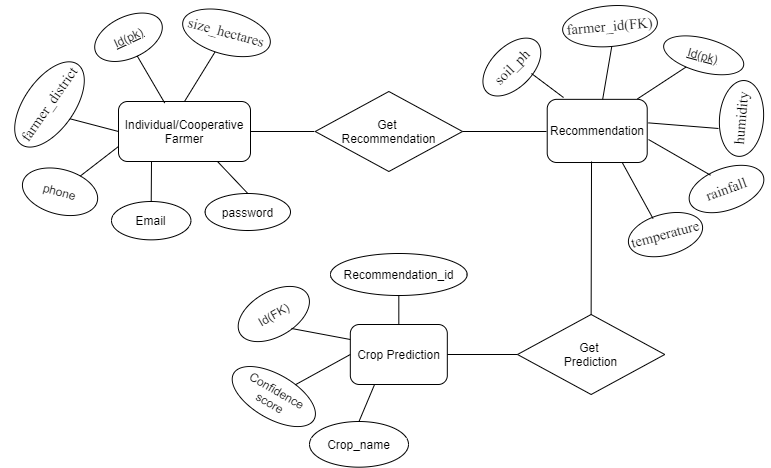 Id(pk)
size_hectares
farmer_district
Individual/Cooperative
Farmer
phone
Email
password
Get
Recommendation
soil_ph
farmer_id(FK)
Id(pk)
Recommendation
humidity
rainfall
temperature
Recommendation_id
Id(FK)
Crop Prediction
Confidence
score
Crop_name
Get
Prediction